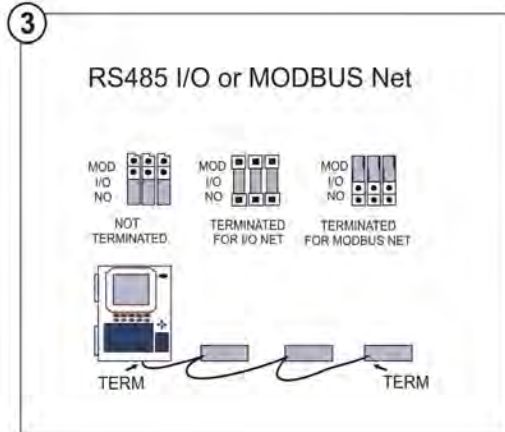 3
RS485 I/O or MODBUS Net
MOD
I/O
NO
NOT
TERMINATED
MOD
I/O
NO
TERMINATED
FOR I/O NET
MOD
I/O
NO
TERMINATED
FOR MODBUS NET
TERM
TERM